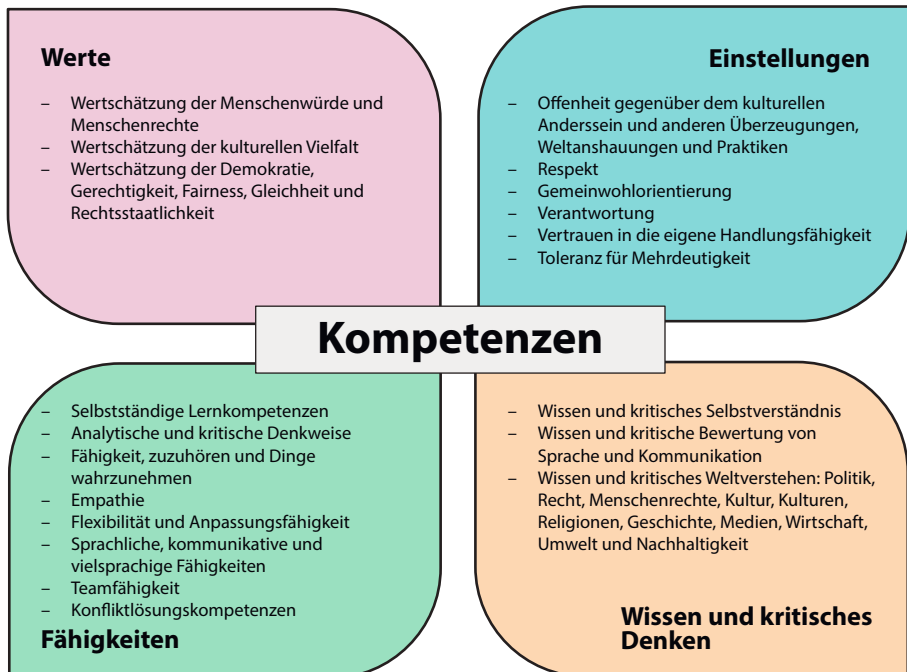 Werte
– Wertschätzung der Menschenwürde und
Menschenrechte
– Wertschätzung der kulturellen Vielfalt
– Wertschätzung der Demokratie,
Gerechtigkeit, Fairness, Gleichheit und
Rechtsstaatlichkeit
Einstellungen
– Offenheit gegenüber dem kulturellen
Anderssein und anderen Überzeugungen,
Weltanshauungen und Praktiken
– Respekt
– Gemeinwohlorientierung
– Verantwortung
– Vertrauen in die eigene Handlungsfähigkeit
– Toleranz für Mehrdeutigkeit
Kompetenzen
– Selbstständige Lernkompetenzen
– Analytische und kritische Denkweise
– Fähigkeit, zuzuhören und Dinge
wahrzunehmen
– Empathie
– Flexibilität und Anpassungsfähigkeit
– Sprachliche, kommunikative und
vielsprachige Fähigkeiten
– Teamfähigkeit
– Konfliktlösungskompetenzen
Fähigkeiten
– Wissen und kritisches Selbstverständnis
– Wissen und kritische Bewertung von
Sprache und Kommunikation
– Wissen und kritisches Weltverstehen: Politik,
Recht, Menschenrechte, Kultur, Kulturen,
Religionen, Geschichte, Medien, Wirtschaft,
Umwelt und Nachhaltigkeit
Wissen und kritisches
Denken